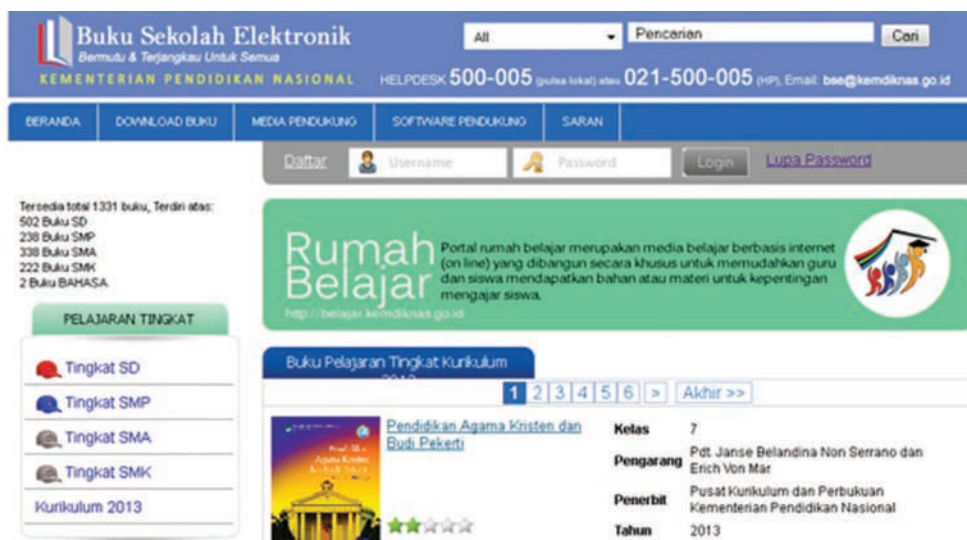 Buku Sekolah Elektronik
Bermutu & Terjangkau Untuk Semua
KEMENTERIAN PENDIDIKAN NASIONAL
All
Pencarian
Cari
HELPDESK 500-005 (pulsa lokal) atau 021-500-005 (HP), Email: bse@kemdiknas.go.id
BERANDA
DOWNLOAD BUKU
MEDIA PENDUKUNG
SOFTWARE PENDUKUNG
SARAN
Daftar
Username
Password
Login
Lupa Password
Tersedia total 1331 buku, Terdiri atas:
502 Buku SD
238 Buku SMP
338 Buku SMA
222 Buku SMK
2 Buku BAHASA
PELAJARAN TINGKAT
Tingkat SD
Tingkat SMP
Tingkat SMA
Tingkat SMK
Kurikulum 2013
Rumah
Belajar
http://belajar.kemdiknas.go.id
Portal rumah belajar merupakan media belajar berbasis internet
(on line) yang dibangun secara khusus untuk memudahkan guru
dan siswa mendapatkan bahan atau materi untuk kepentingan
mengajar siswa.
Buku Pelajaran Tingkat Kurikulum
2013
1 2 3 4 5 6 > Akhir >>
Pendidikan Agama Kristen dan
Budi Pekerti
Kelas 7
Pengarang Pdt. Janse Belandina Non Serrano dan
Erich Von Mar
Penerbit Pusat Kurikulum dan Perbukuan
Kementerian Pendidikan Nasional
Tahun 2013